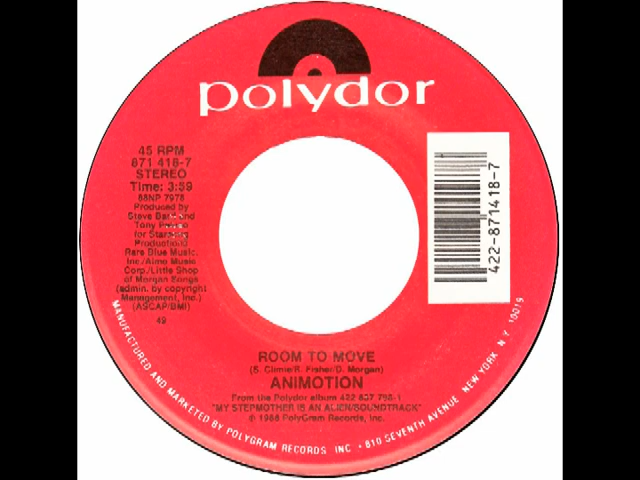 polydor
45 RPM
871 418-7
STEREO
Time: 3:59
88NP 7978
Produced by
Steve Barri and
Tony
for
Productions
Rare Blue Music,
Inc./Almo Music
Corp./Little Shop
of Morgan Songs
(admin. by copyright
Management, Inc.)
(ASCAP/BMI)
49
422-871418-7
ROOM TO MOVE
(S. Climie/R. Fisher/D. Morgan)
ANIMOTION
From the Polydor album 422 837 798-1
"MY STEPMOTHER IS AN ALIEN/SOUNDTRACK"
℗ 1988 PolyGram Records, Inc.
MANUFACTURED AND MARKETED BY POLYGRAM RECORDS INC • 810 SEVENTH AVENUE, NEW YORK, N.Y. 10019